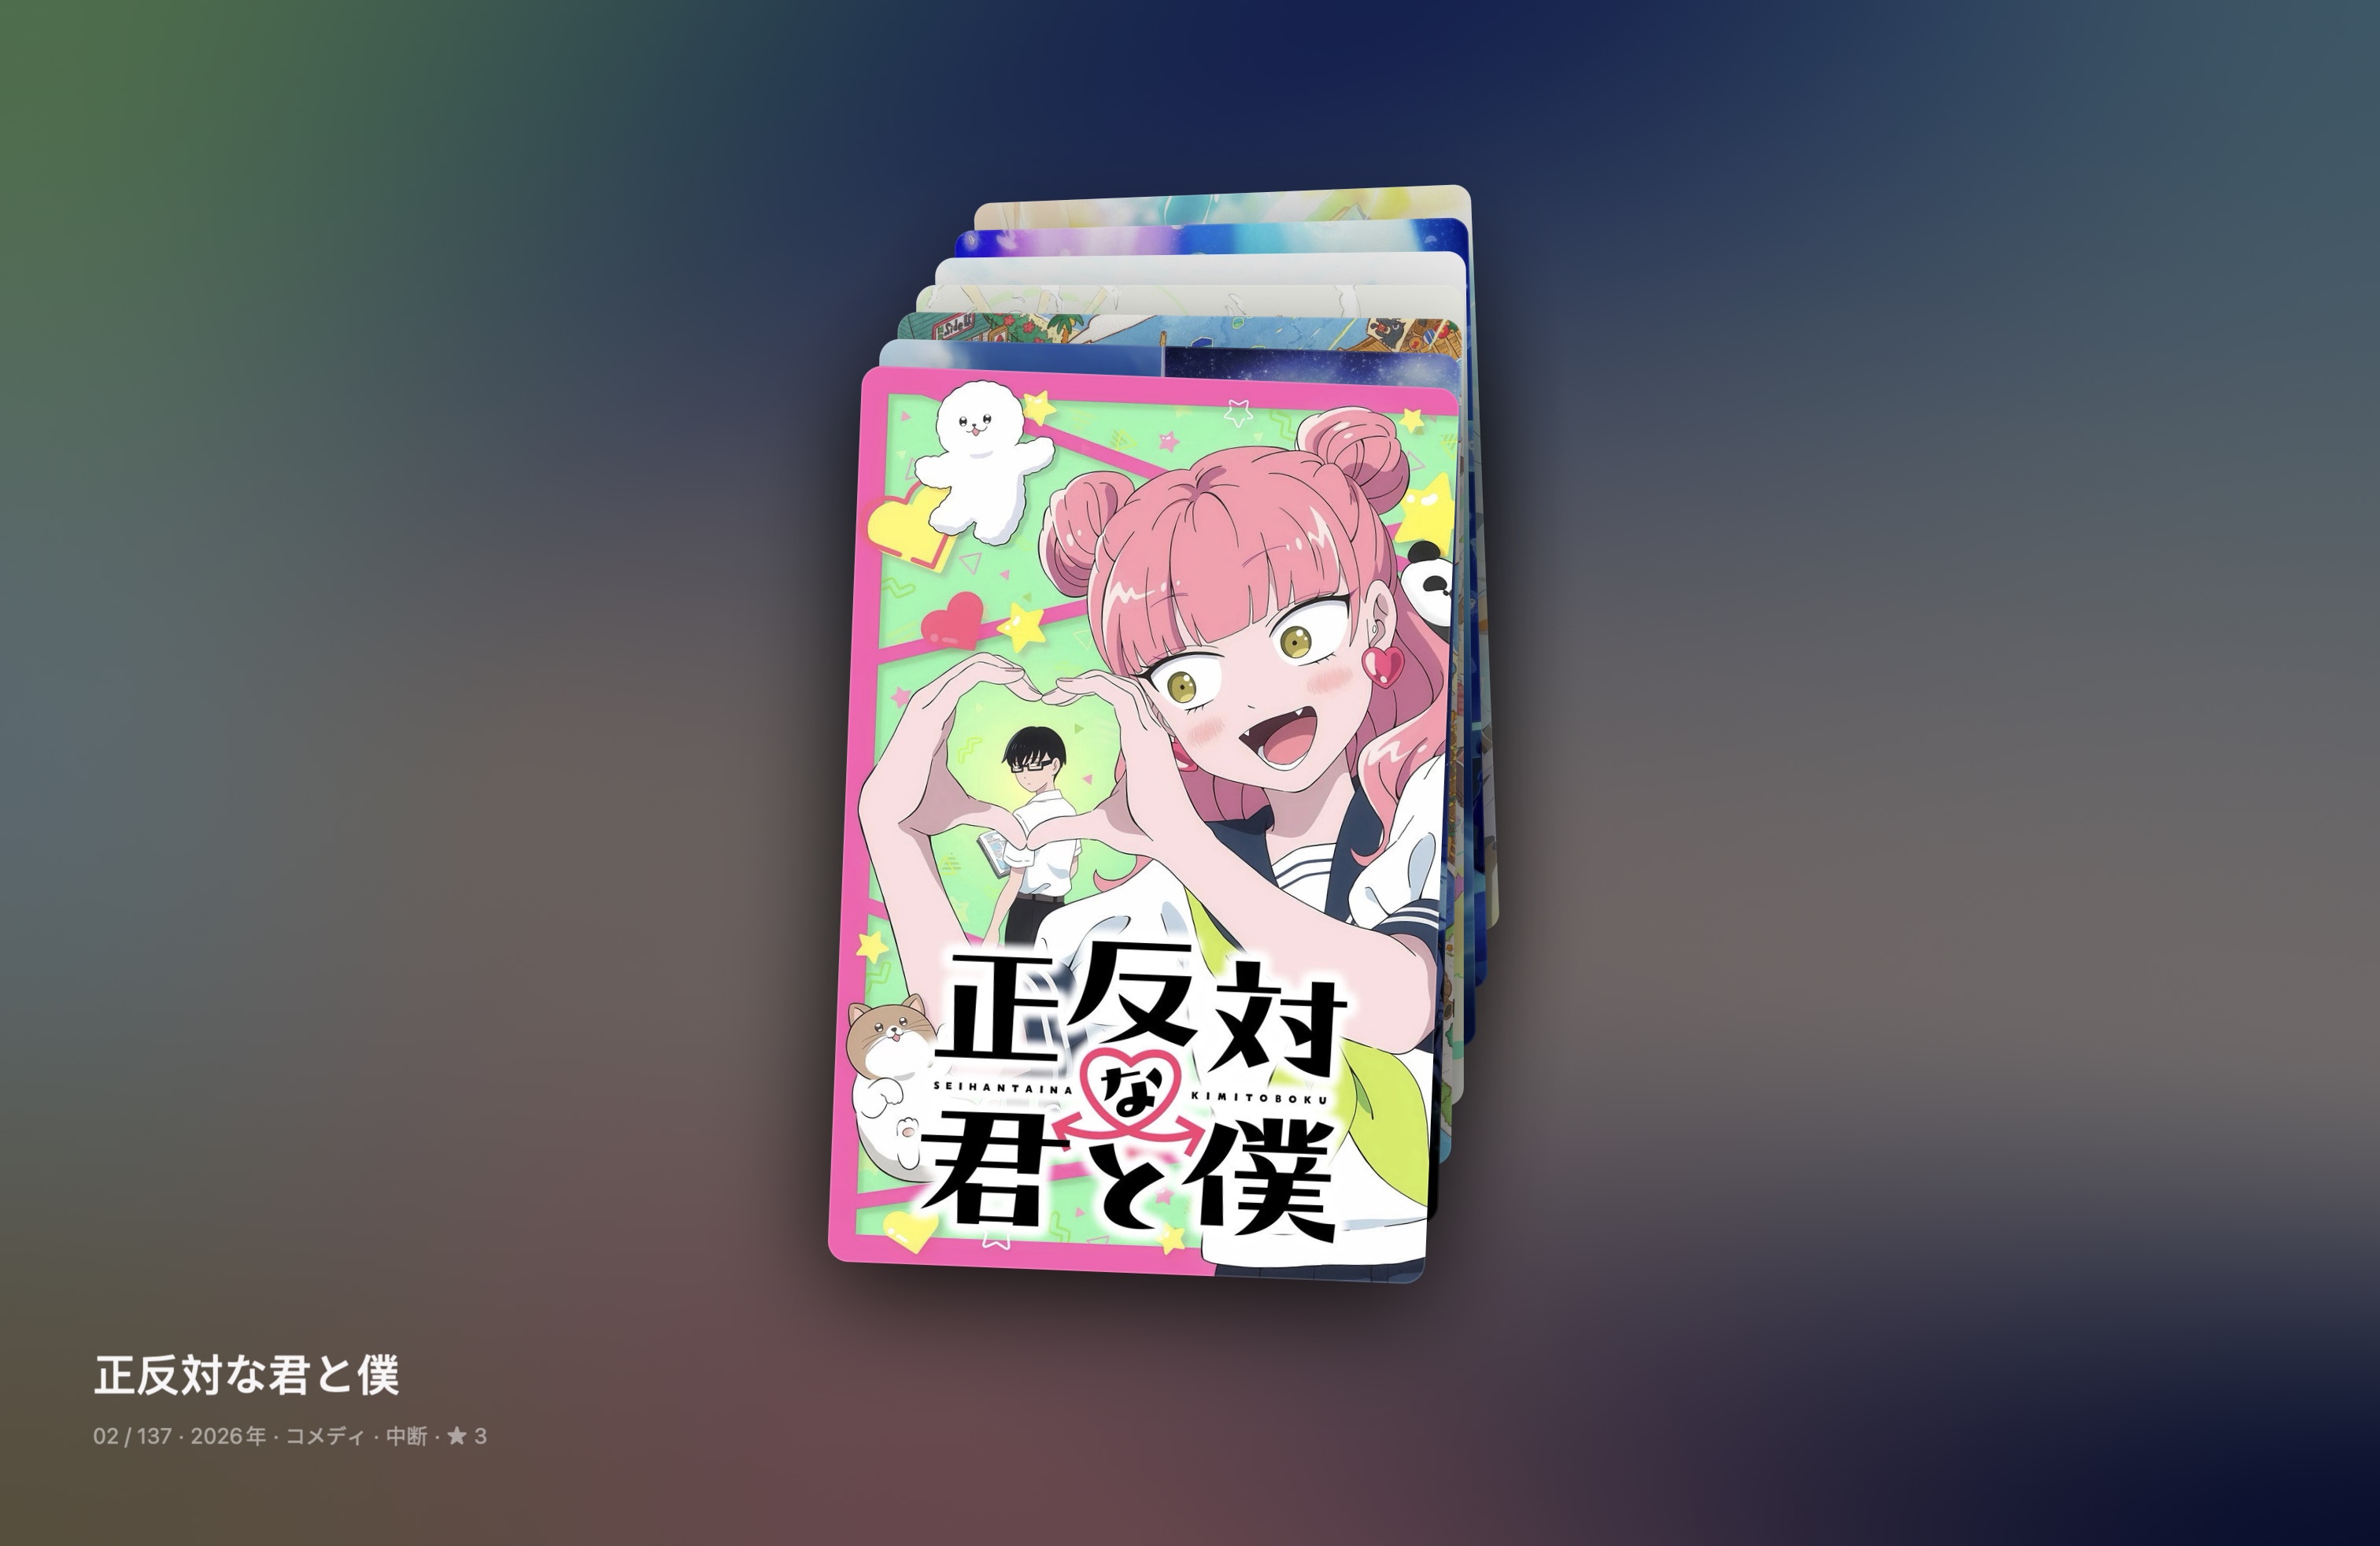 Side
正反対
な
SEIHANTAINA KIMITOBOKU
君と僕
正反対な君と僕
02 / 137 · 2026年 · コメディ · 中断 · ★ 3